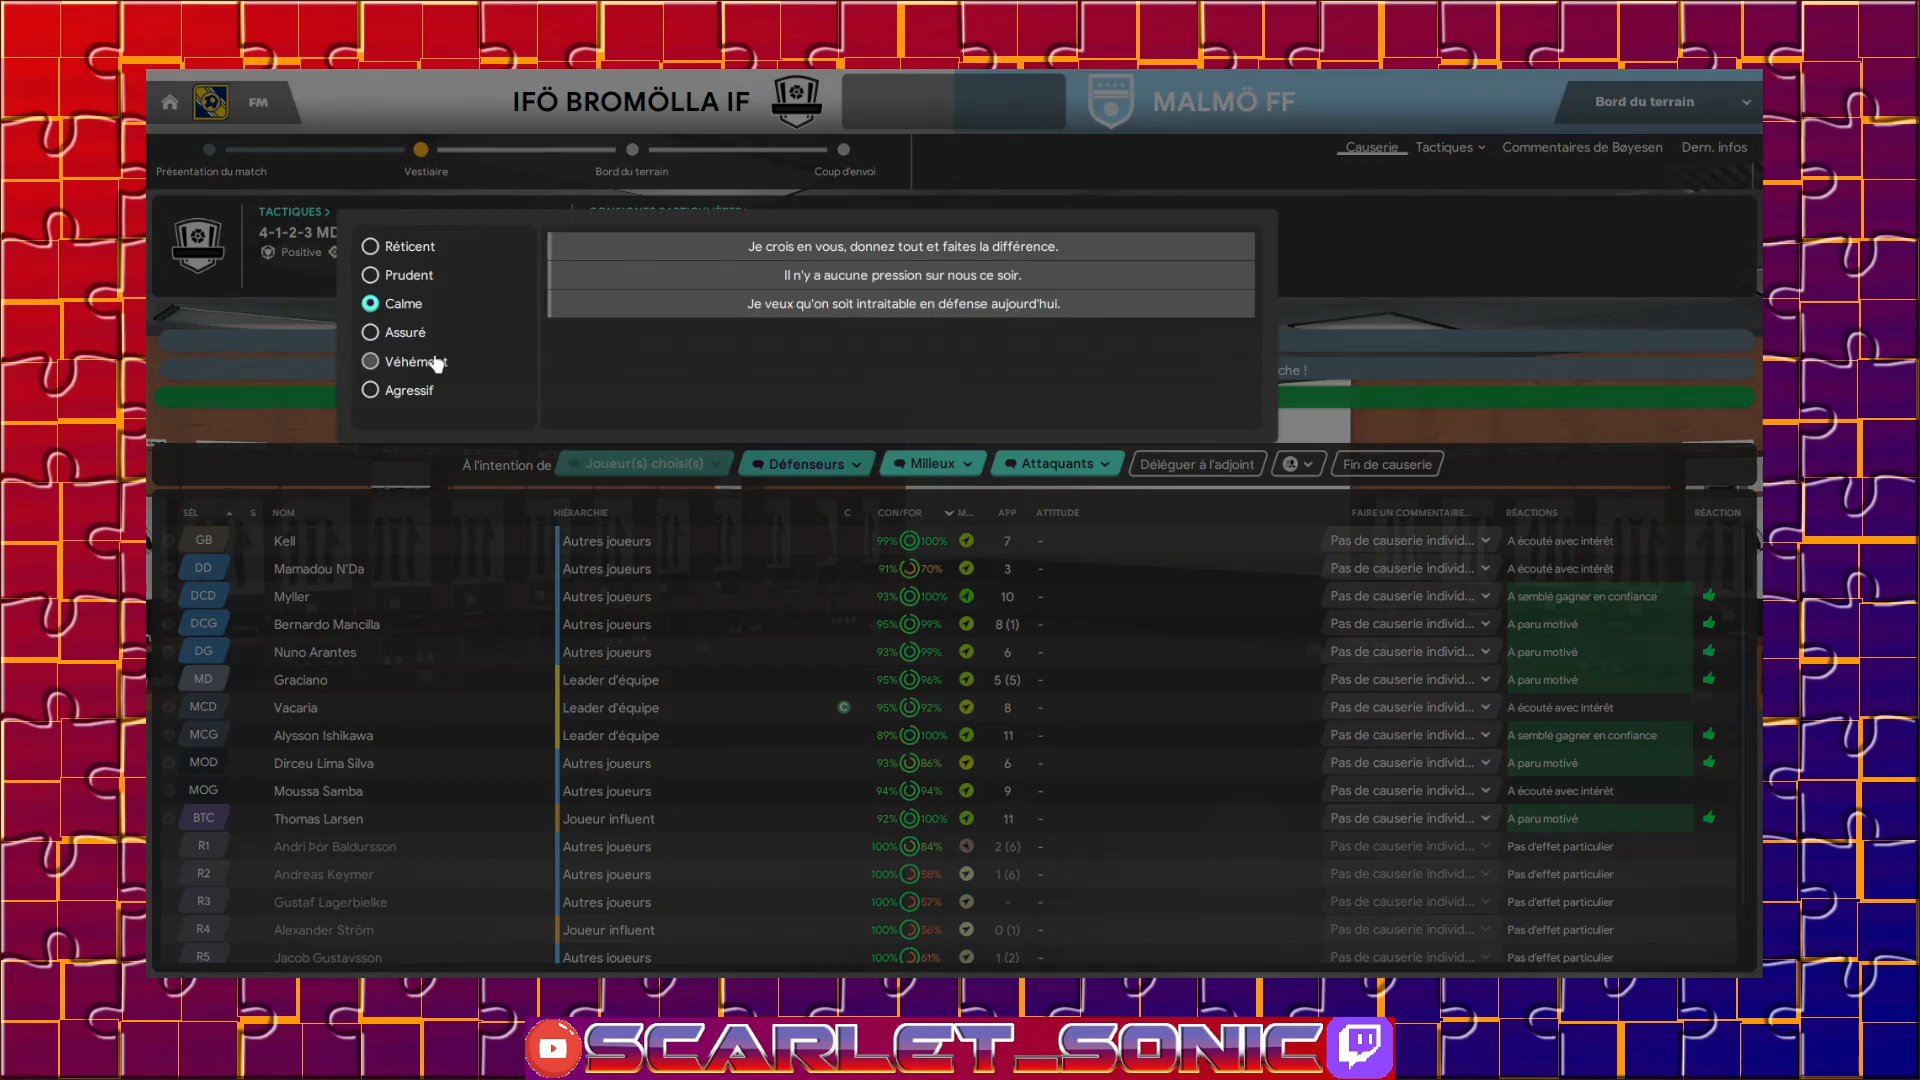 FM
IFÖ BROMÖLLA IF
MALMÖ FF
Bord du terrain
Présentation du match
Vestiaire
Bord du terrain
Coup d'envoi
Causerie
Tactiques
Commentaires de Bøyesen
Dern. infos
TACTIQUES >
CONSIGNES PARTICULIÈRES >
4-1-2-3 MD
Positive
Réticent
Prudent
Calme
Assuré
Véhément
Agressif
Je crois en vous, donnez tout et faites la différence.
Il n'y a aucune pression sur nous ce soir.
Je veux qu'on soit intraitable en défense aujourd'hui.
che !
À l'intention de Joueur(s) choisi(s) Défenseurs Milieux Attaquants Déléguer à l'adjoint Fin de causerie
SÉL S NOM HIÉRARCHIE C CON/FOR M... APP ATTITUDE FAIRE UN COMMENTAIRE... RÉACTIONS RÉACTION
GB Kell Autres joueurs 99% 100% 7 - Pas de causerie individ... A écouté avec intérêt
DD Mamadou N'Da Autres joueurs 91% 70% 3 - Pas de causerie individ... A écouté avec intérêt
DCD Myller Autres joueurs 93% 100% 10 - Pas de causerie individ... A semblé gagner en confiance
DCG Bernardo Mancilla Autres joueurs 95% 99% 8 (1) - Pas de causerie individ... A paru motivé
DG Nuno Arantes Autres joueurs 93% 99% 6 - Pas de causerie individ... A paru motivé
MD Graciano Leader d'équipe 95% 96% 5 (5) - Pas de causerie individ... A paru motivé
MCD Vacaria Leader d'équipe C 95% 92% 8 - Pas de causerie individ... A écouté avec intérêt
MCG Alysson Ishikawa Leader d'équipe 89% 100% 11 - Pas de causerie individ... A semblé gagner en confiance
MOD Dirceu Lima Silva Autres joueurs 93% 86% 6 - Pas de causerie individ... A paru motivé
MOG Moussa Samba Autres joueurs 94% 94% 9 - Pas de causerie individ... A écouté avec intérêt
BTC Thomas Larsen Joueur influent 92% 100% 11 - Pas de causerie individ... A paru motivé
R1 Andri Þór Baldursson Autres joueurs 100% 84% 2 (6) - Pas de causerie individ... Pas d'effet particulier
R2 Andreas Keymer Autres joueurs 100% 58% 1 (6) - Pas de causerie individ... Pas d'effet particulier
R3 Gustaf Lagerbielke Autres joueurs 100% 57% - - Pas de causerie individ... Pas d'effet particulier
R4 Alexander Ström Joueur influent 100% 56% 0 (1) - Pas de causerie individ... Pas d'effet particulier
R5 Jacob Gustavsson Autres joueurs 100% 61% 1 (2) - Pas de causerie individ... Pas d'effet particulier
SCARLET_SONIC